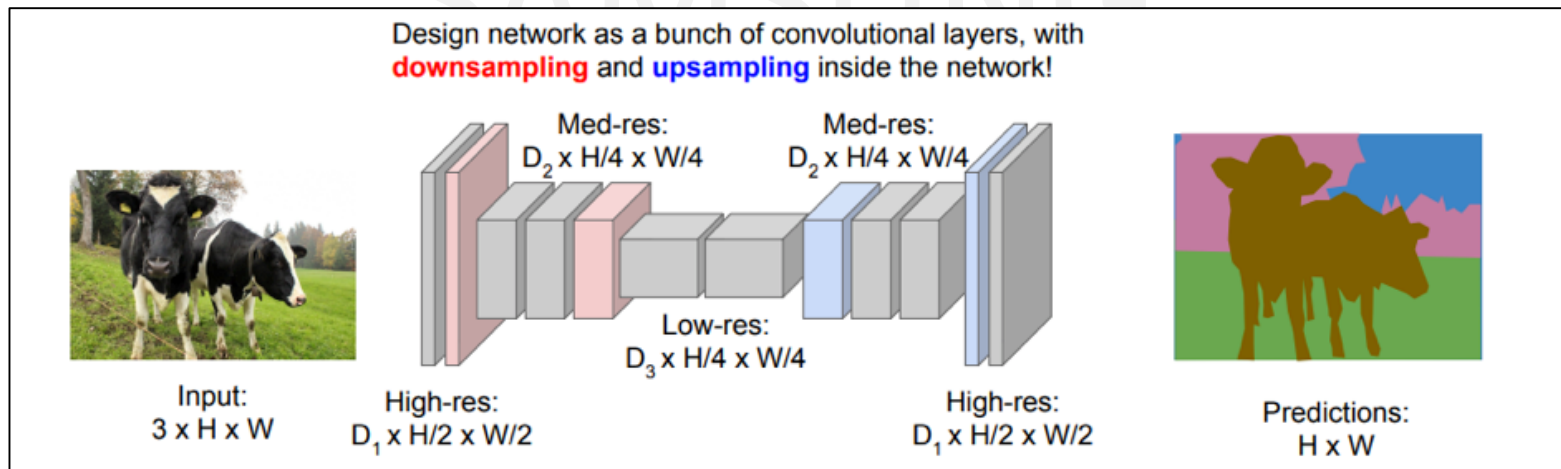 Design network as a bunch of convolutional layers, with
downsampling and upsampling inside the network!
Med-res:
D₂ x H/4 x W/4
Med-res:
D₂ x H/4 x W/4
Low-res:
D₃ x H/4 x W/4
Input:
3 x H x W
High-res:
D₁ x H/2 x W/2
High-res:
D₁ x H/2 x W/2
Predictions:
H x W